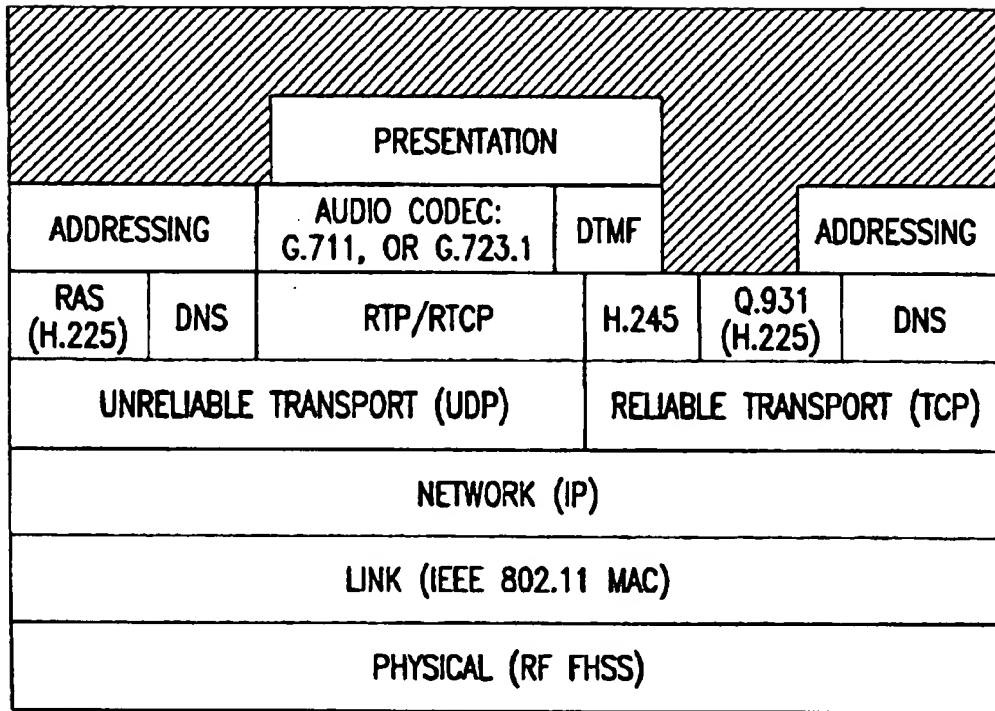 PRESENTATION
ADDRESSING
AUDIO CODEC:
G.711, OR G.723.1
DTMF
ADDRESSING
RAS
(H.225)
DNS
RTP/RTCP
H.245
Q.931
(H.225)
DNS
UNRELIABLE TRANSPORT (UDP)
RELIABLE TRANSPORT (TCP)
NETWORK (IP)
LINK (IEEE 802.11 MAC)
PHYSICAL (RF FHSS)